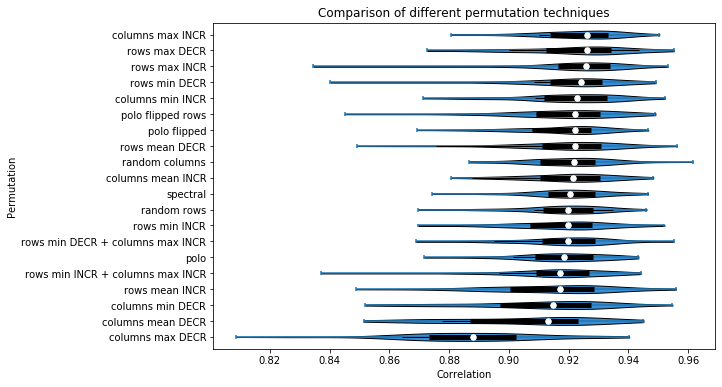 Comparison of different permutation techniques
Permutation
columns max INCR
rows max DECR
rows max INCR
rows min DECR
columns min INCR
polo flipped rows
polo flipped
rows mean DECR
random columns
columns mean INCR
spectral
random rows
rows min INCR
rows min DECR + columns max INCR
polo
rows min INCR + columns max INCR
rows mean INCR
columns min DECR
columns mean DECR
columns max DECR
0.82 0.84 0.86 0.88 0.90 0.92 0.94 0.96
Correlation